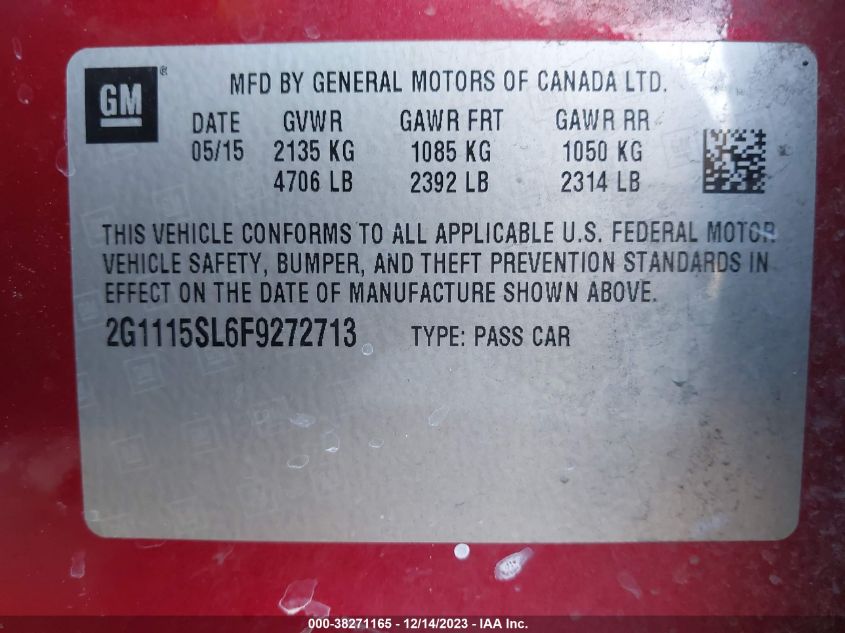 GM®
MFD BY GENERAL MOTORS OF CANADA LTD.
DATE GVWR GAWR FRT GAWR RR
05/15 2135 KG 1085 KG 1050 KG
4706 LB 2392 LB 2314 LB
THIS VEHICLE CONFORMS TO ALL APPLICABLE U.S. FEDERAL MOTOR
VEHICLE SAFETY, BUMPER, AND THEFT PREVENTION STANDARDS IN
EFFECT ON THE DATE OF MANUFACTURE SHOWN ABOVE.
2G1115SL6F9272713 TYPE: PASS CAR
000-38271165 - 12/14/2023 - IAA Inc.